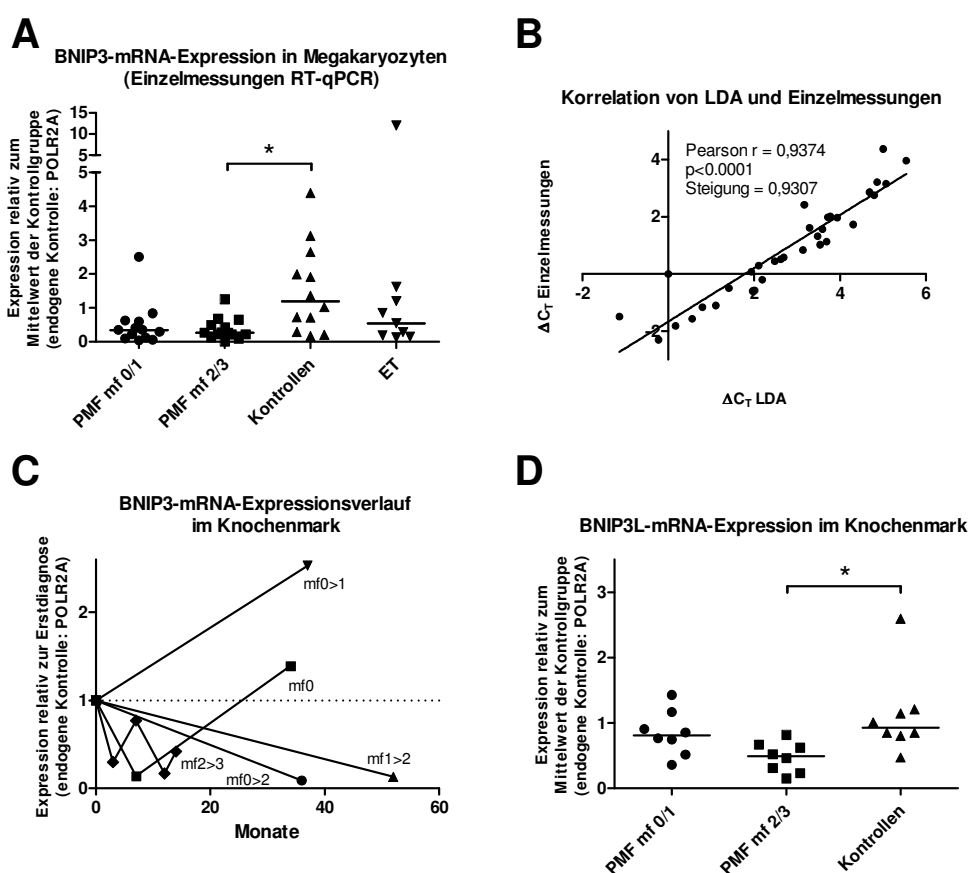 A
BNIP3-mRNA-Expression in Megakaryozyten
(Einzelmessungen RT-qPCR)
Expression relativ zum
Mittelwert der Kontrollgruppe
(endogene Kontrolle: POLR2A)
15
10
5
5
4
3
2
1
0
*
PMF mf 0/1
PMF mf 2/3
Kontrollen
ET
B
Korrelation von LDA und Einzelmessungen
Pearson r = 0,9374
p<0.0001
Steigung = 0,9307
ΔCT Einzelmessungen
4
2
-2
-2
2
4
6
ΔCT LDA
C
BNIP3-mRNA-Expressionsverlauf
im Knochenmark
Expression relativ zur Erstdiagnose
(endogene Kontrolle: POLR2A)
2
1
0
mf0>1
mf0
mf2>3
mf0>2
mf1>2
0
20
40
60
Monate
D
BNIP3L-mRNA-Expression im Knochenmark
Expression relativ zum
Mittelwert der Kontrollgruppe
(endogene Kontrolle: POLR2A)
3
2
1
0
*
PMF mf 0/1
PMF mf 2/3
Kontrollen